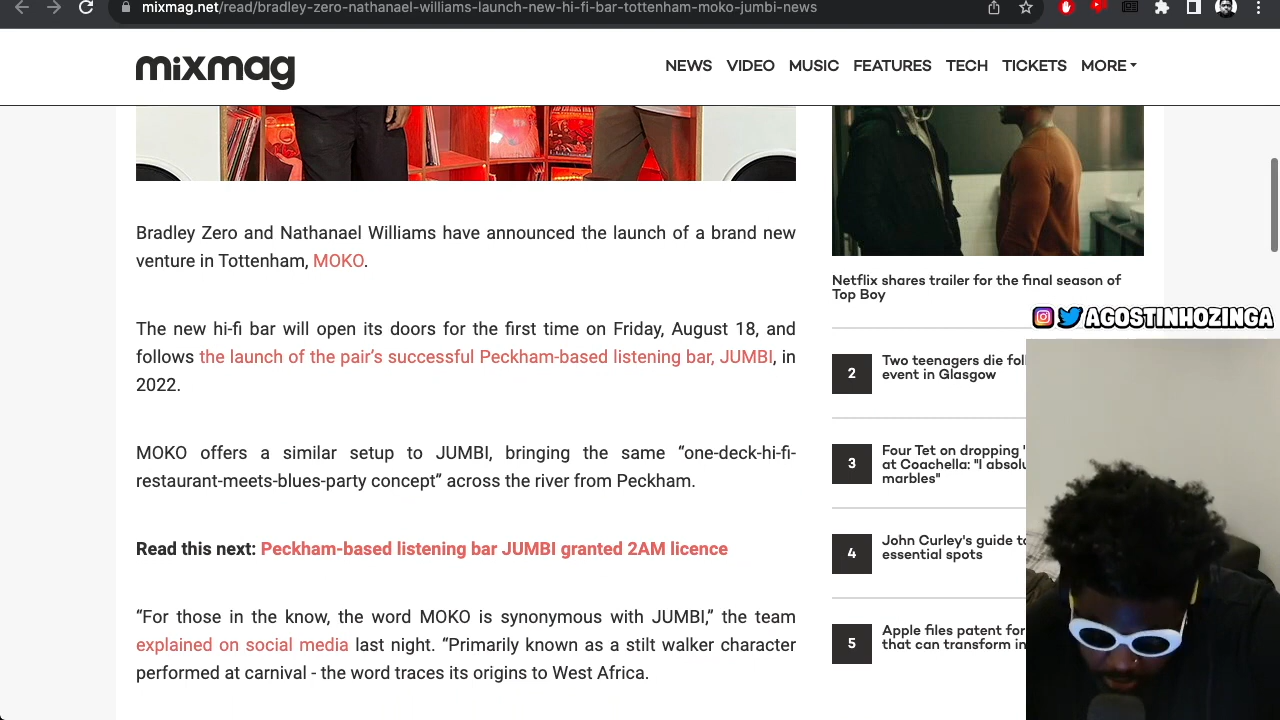 mixmag.net/read/bradley-zero-nathanael-williams-launch-new-hi-fi-bar-tottenham-moko-jumbi-news
mixmag
NEWS VIDEO MUSIC FEATURES TECH TICKETS MORE
Bradley Zero and Nathanael Williams have announced the launch of a brand new
venture in Tottenham, MOKO.
The new hi-fi bar will open its doors for the first time on Friday, August 18, and
follows the launch of the pair’s successful Peckham-based listening bar, JUMBI, in
2022.
MOKO offers a similar setup to JUMBI, bringing the same “one-deck-hi-fi-
restaurant-meets-blues-party concept” across the river from Peckham.
Read this next: Peckham-based listening bar JUMBI granted 2AM licence
“For those in the know, the word MOKO is synonymous with JUMBI,” the team
explained on social media last night. “Primarily known as a stilt walker character
performed at carnival - the word traces its origins to West Africa.
Netflix shares trailer for the final season of
Top Boy
AGOSTINHOZINGA
2
Two teenagers die
event in Glasgow
3
Four Tet on dropping
at Coachella: "I
marbles"
4
John Curley's guide
essential spots
5
Apple files patent for
that can transform